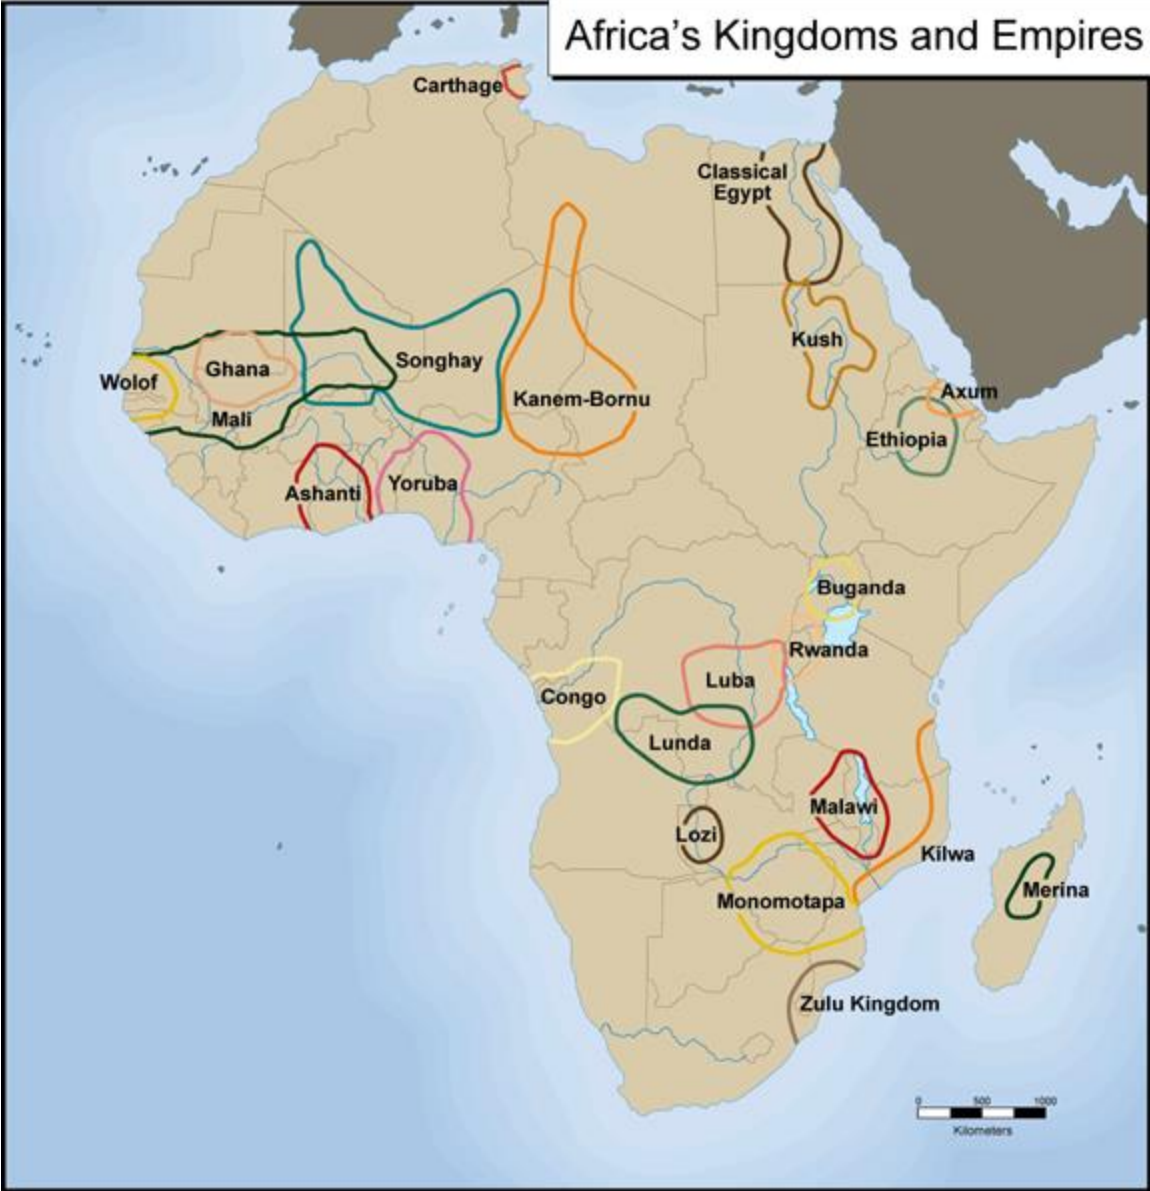 Africa's Kingdoms and Empires
Carthage
Classical
Egypt
Kush
Ghana
Songhay
Wolof
Kanem-Bornu
Axum
Mali
Ethiopia
Ashanti
Yoruba
Buganda
Rwanda
Luba
Congo
Lunda
Malawi
Lozi
Kilwa
Merina
Monomotapa
Zulu Kingdom
0 500 1000
Kilometers